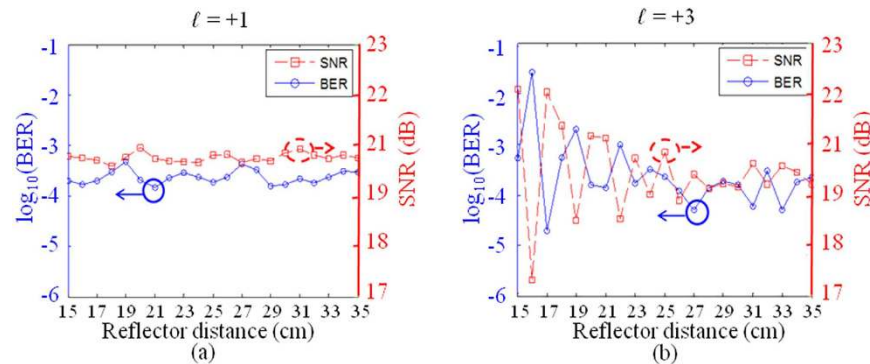 ℓ = +1
-1
-2
-3
-4
-5
-6
log₁₀(BER)
SNR
BER
23
22
21
20
19
18
17
SNR (dB)
15 17 19 21 23 25 27 29 31 33 35
Reflector distance (cm)
(a)
ℓ = +3
-1
-2
-3
-4
-5
-6
log₁₀(BER)
SNR
BER
23
22
21
20
19
18
17
SNR (dB)
15 17 19 21 23 25 27 29 31 33 35
Reflector distance (cm)
(b)